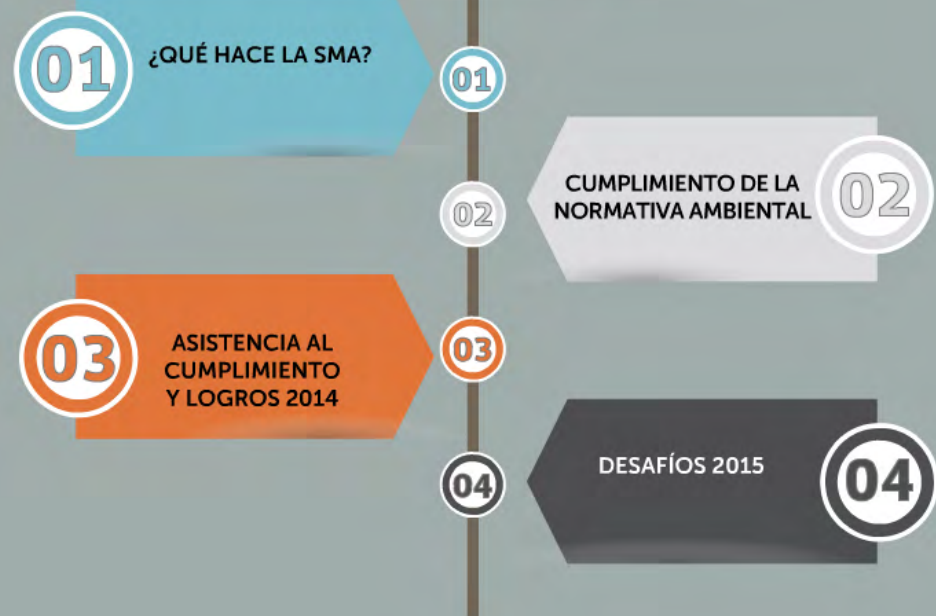 01
¿QUÉ HACE LA SMA?
01
02
CUMPLIMIENTO DE LA
NORMATIVA AMBIENTAL
02
03
ASISTENCIA AL
CUMPLIMIENTO
Y LOGROS 2014
03
04
DESAFÍOS 2015
04